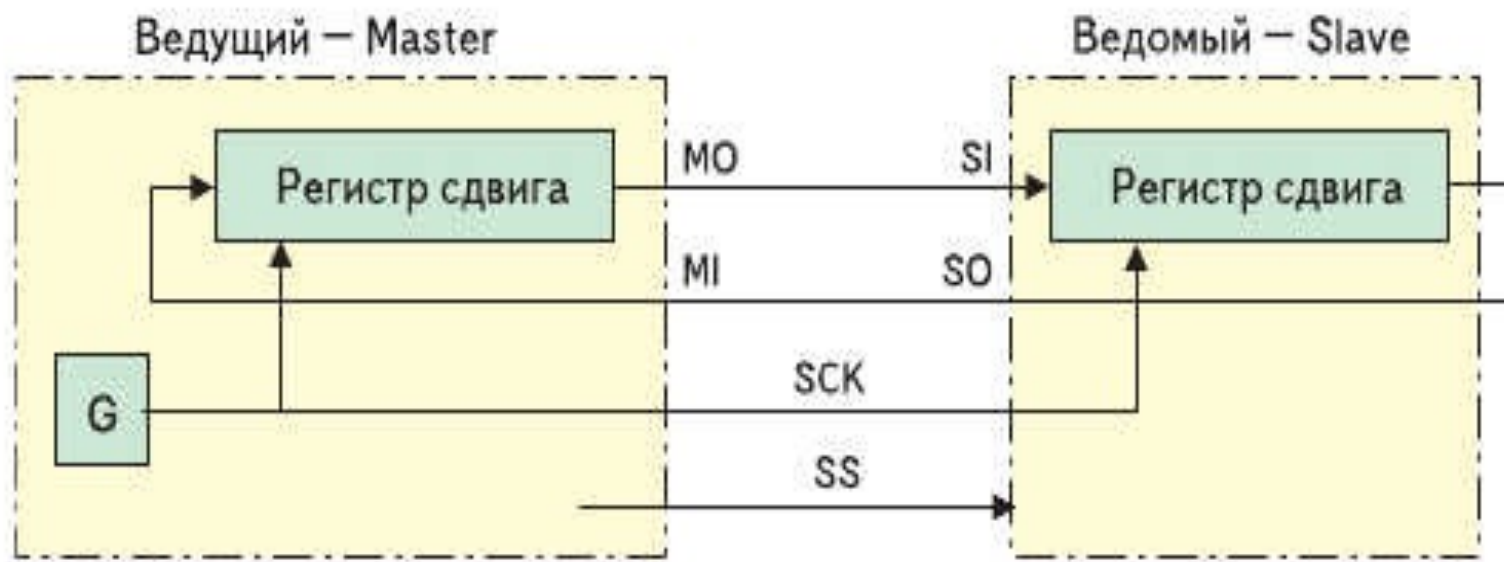 Ведущий — Master
Ведомый — Slave
Регистр сдвига
MO
SI
Регистр сдвига
MI
SO
G
SCK
SS